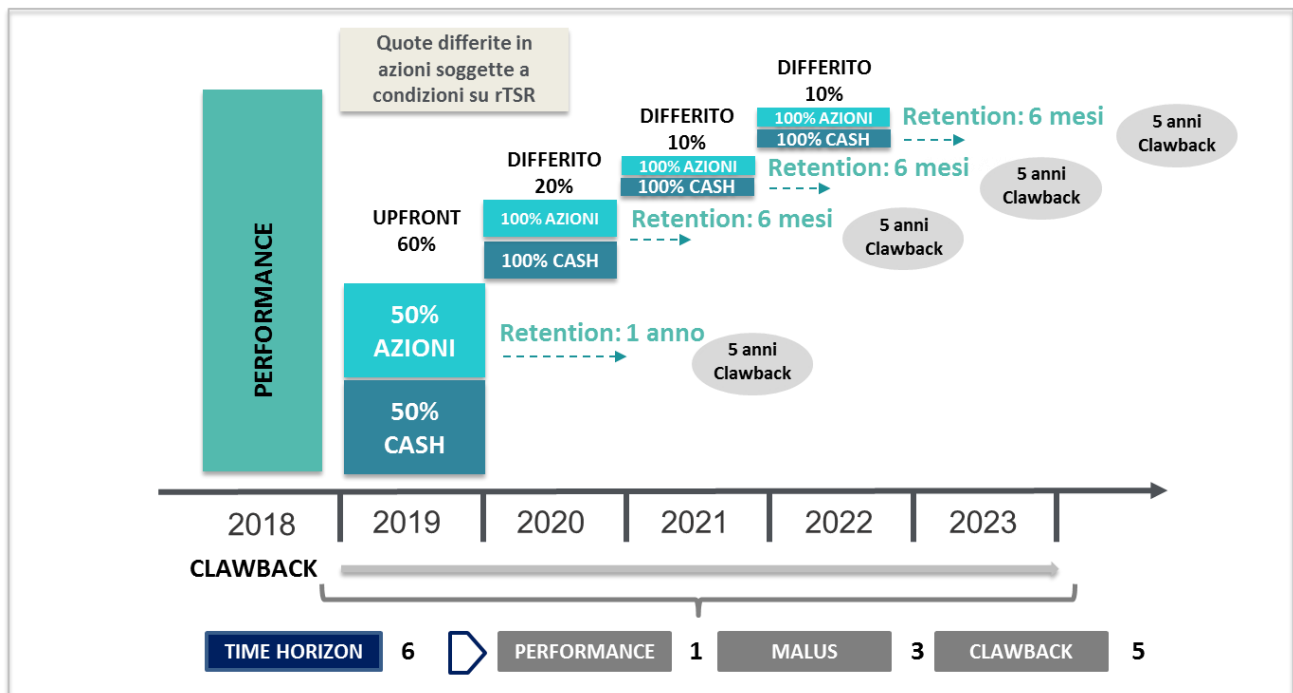 Quote differite in
azioni soggette a
condizioni su rTSR
PERFORMANCE
UPFRONT
60%
50%
AZIONI
50%
CASH
Retention: 1 anno
5 anni
Clawback
DIFFERITO
20%
100% AZIONI
100% CASH
Retention: 6 mesi
5 anni
Clawback
DIFFERITO
10%
100% AZIONI
100% CASH
Retention: 6 mesi
5 anni
Clawback
DIFFERITO
10%
100% AZIONI
100% CASH
Retention: 6 mesi
5 anni
Clawback
2018 2019 2020 2021 2022 2023
CLAWBACK
TIME HORIZON 6 PERFORMANCE 1 MALUS 3 CLAWBACK 5